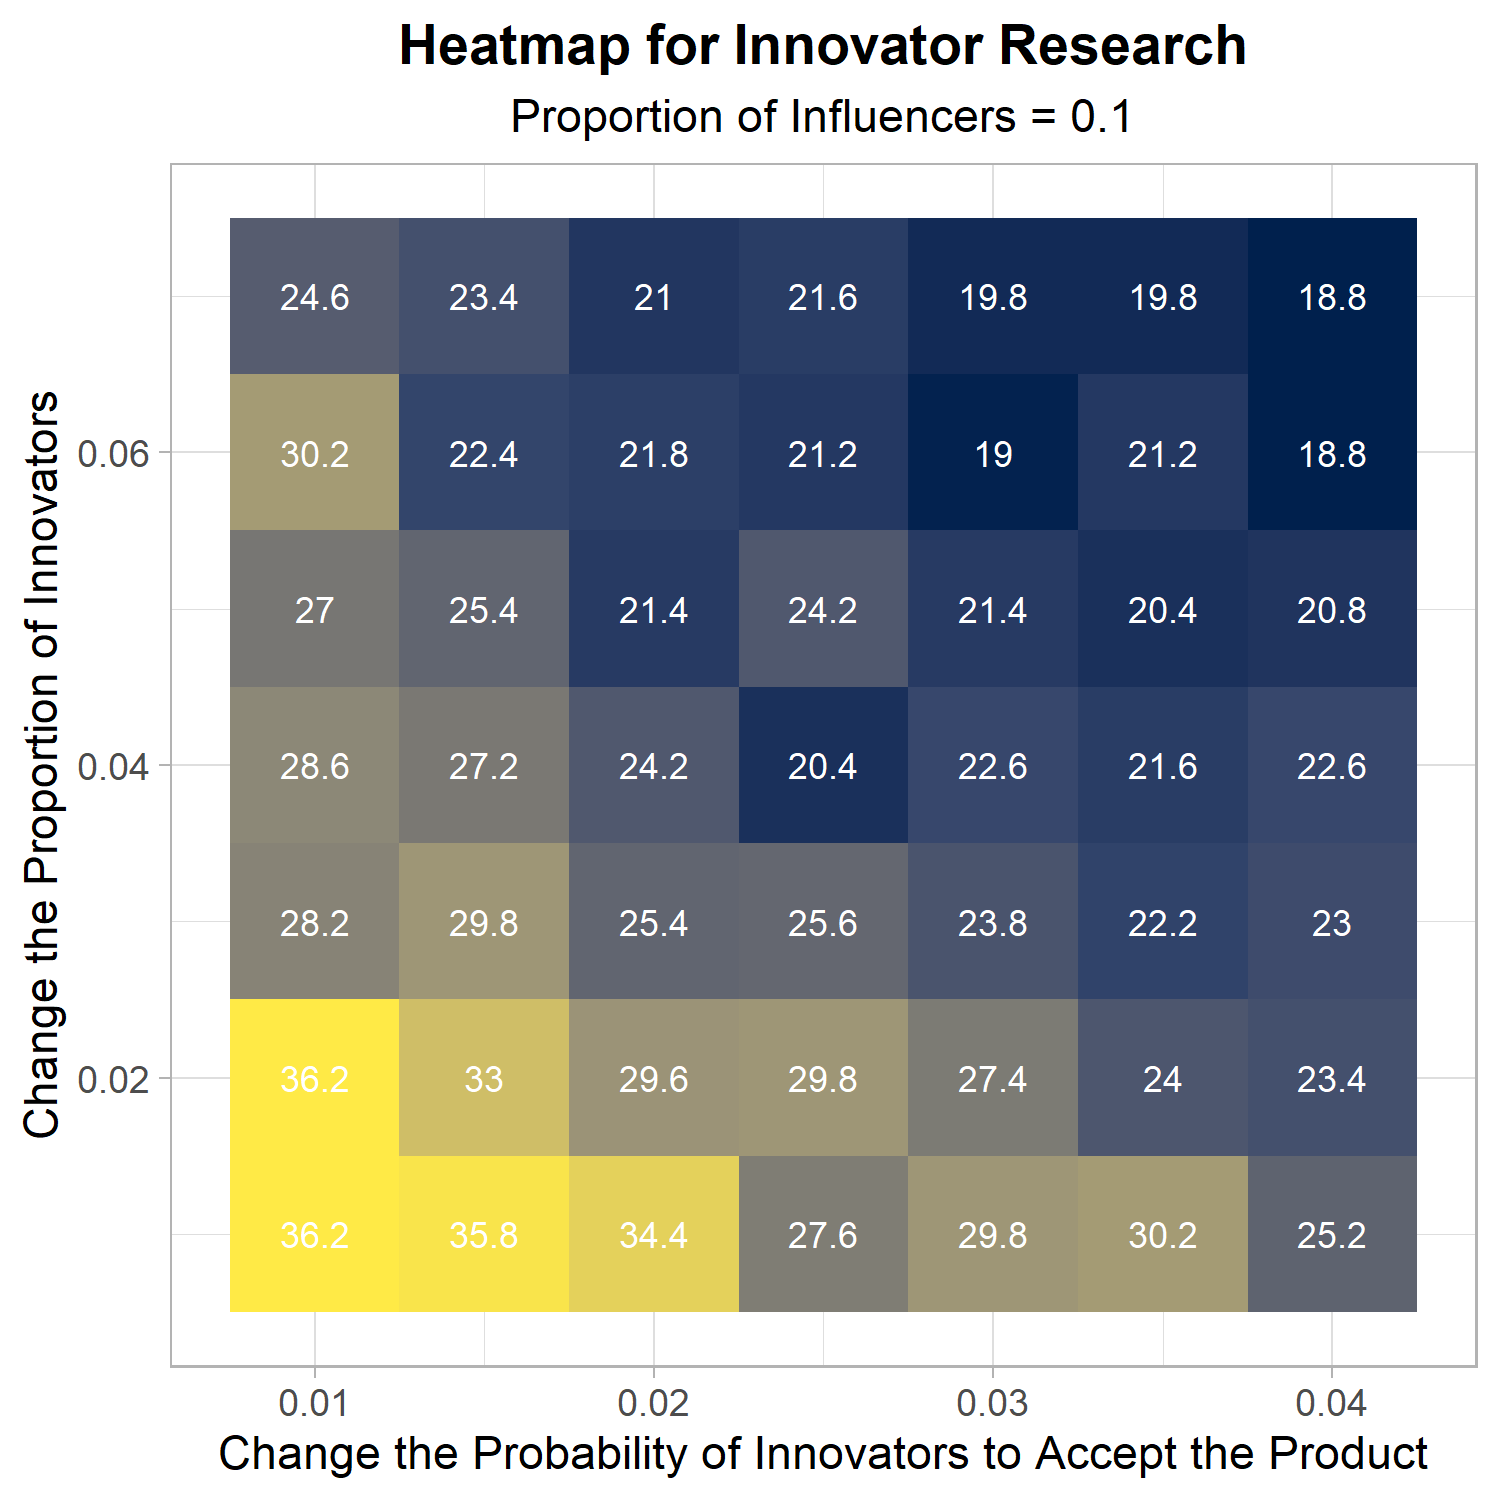 Heatmap for Innovator Research
Proportion of Influencers = 0.1
Change the Proportion of Innovators
24.6 23.4 21 21.6 19.8 19.8 18.8
0.06 30.2 22.4 21.8 21.2 19 21.2 18.8
27 25.4 21.4 24.2 21.4 20.4 20.8
0.04 28.6 27.2 24.2 20.4 22.6 21.6 22.6
28.2 29.8 25.4 25.6 23.8 22.2 23
0.02 36.2 33 29.6 29.8 27.4 24 23.4
36.2 35.8 34.4 27.6 29.8 30.2 25.2
0.01 0.02 0.03 0.04
Change the Probability of Innovators to Accept the Product